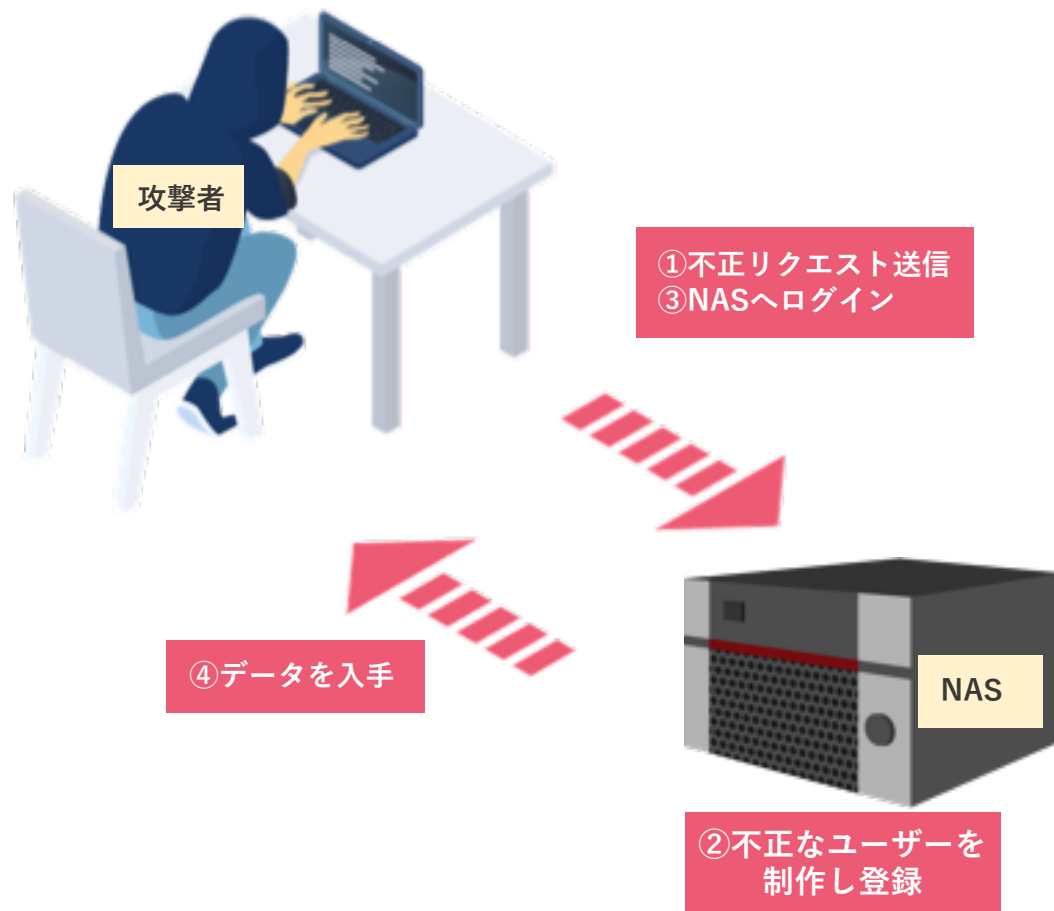 攻撃者
①不正リクエスト送信
③NASへログイン
④データを入手
NAS
②不正なユーザーを
制作し登録